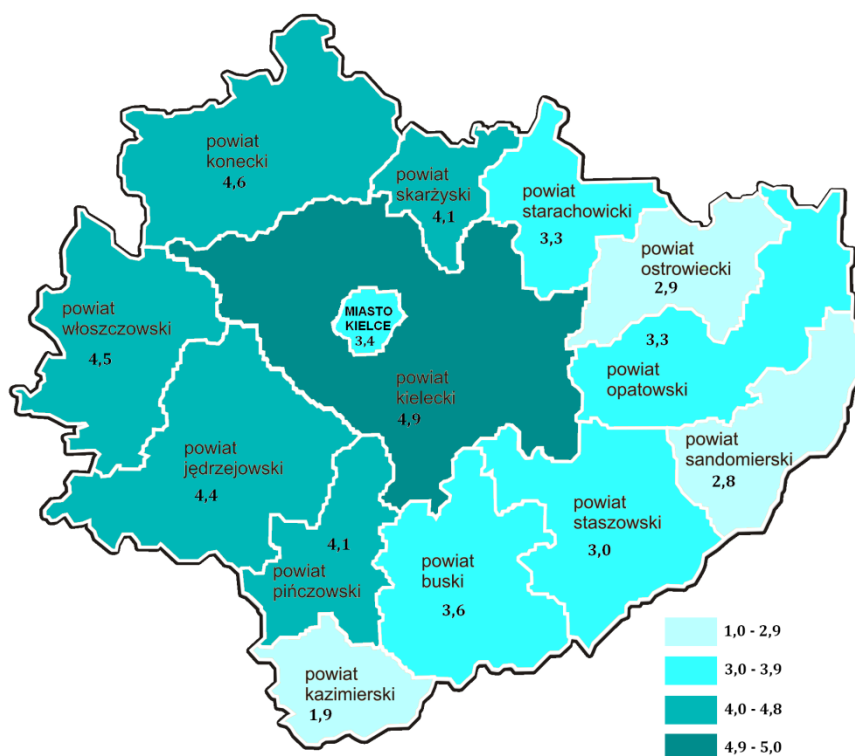 powiat
konecki
4,6
powiat
skarżyski
4,1
powiat
starachowicki
3,3
powiat
ostrowiecki
2,9
powiat
włoszczowski
4,5
MIASTO
KIELCE
3,4
powiat
kielecki
4,9
3,3
powiat
opatowski
powiat
jędrzejowski
4,4
powiat
sandomierski
2,8
4,1
powiat
pińczowski
powiat
buski
3,6
powiat
staszowski
3,0
powiat
kazimierski
1,9
1,0 - 2,9
3,0 - 3,9
4,0 - 4,8
4,9 - 5,0